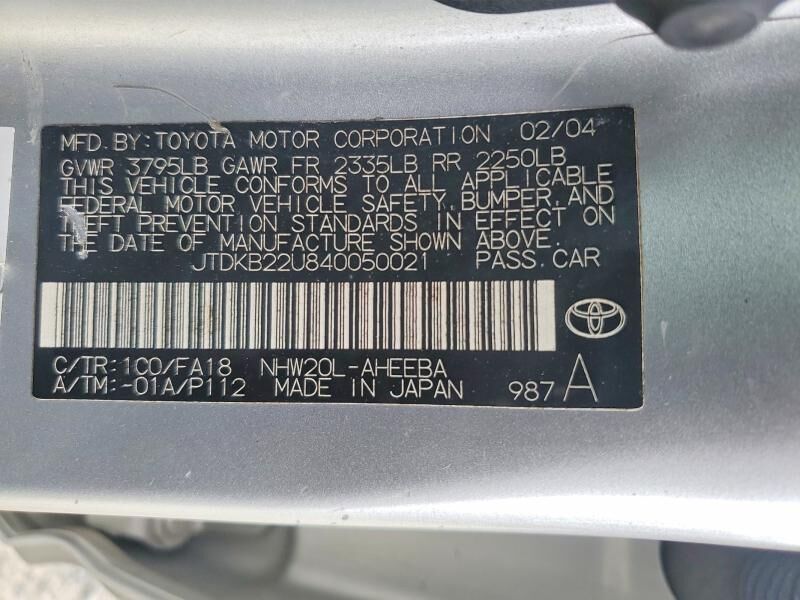 MFD. BY: TOYOTA MOTOR CORPORATION 02/04
GVWR 3795LB GAWR FR 2335LB RR 2250LB
THIS VEHICLE CONFORMS TO ALL APPLICABLE
FEDERAL MOTOR VEHICLE SAFETY, BUMPER, AND
THEFT PREVENTION STANDARDS IN EFFECT ON
THE DATE OF MANUFACTURE SHOWN ABOVE.
JTDKB22U840050021 PASS. CAR
C/TR: 1C0/FA18 NHW20L-AHEEBA
A/TM: -01A/P112 MADE IN JAPAN 987 A